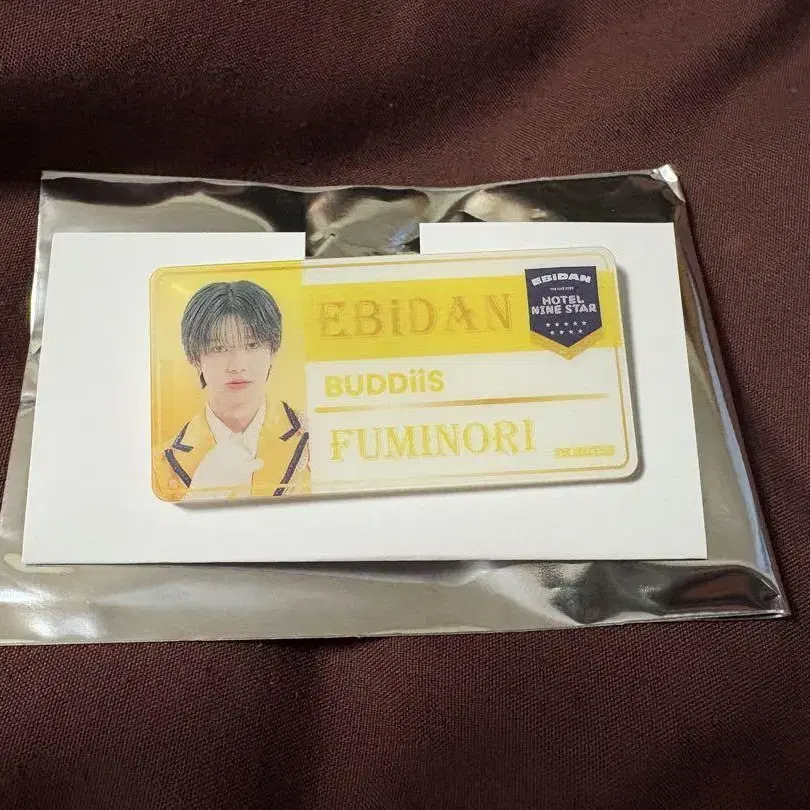 EBiDAN
BUDDiiS
FUMINORI
EBiDAN
HOTEL
NINE STAR